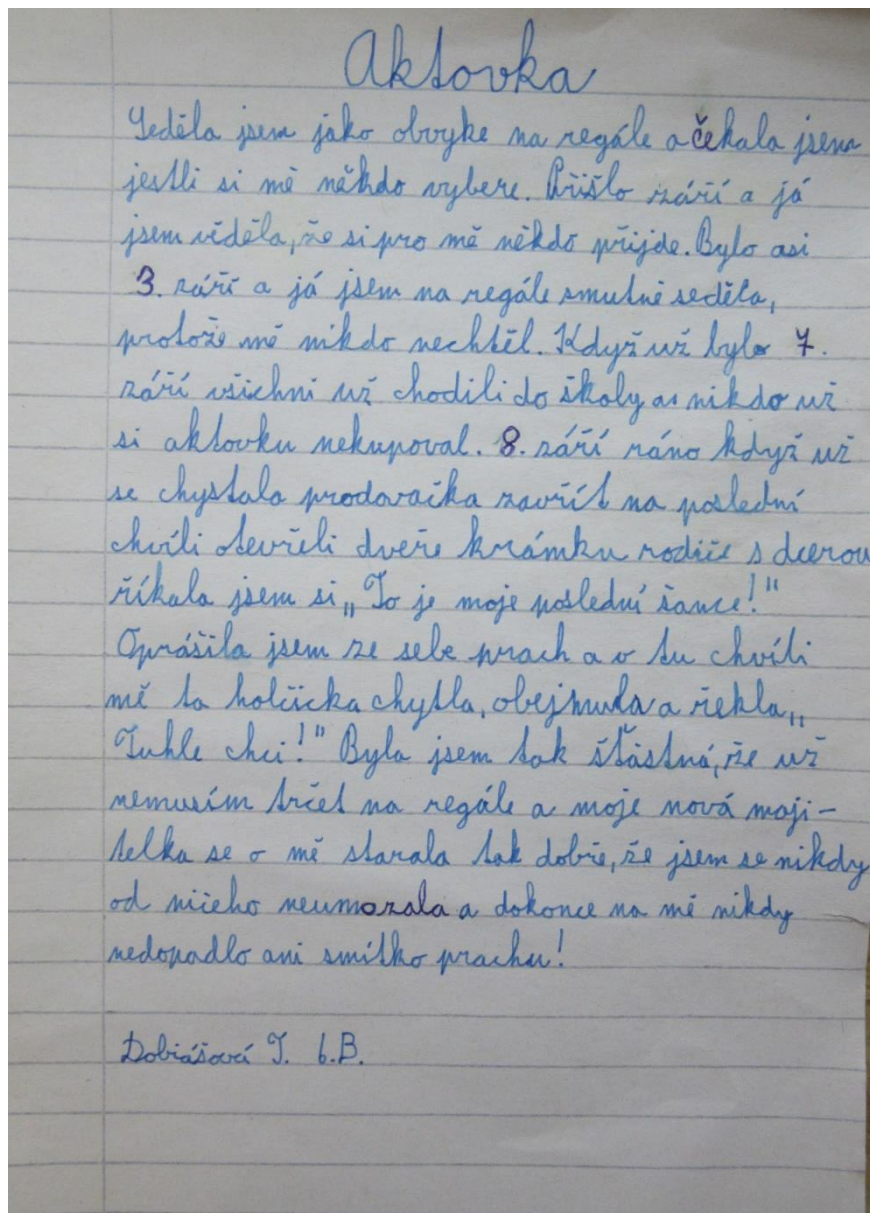 Aktovka
Seděla jsem jako obvyke na regále a čekala jsem
jestli si mě někdo vybere. Přišlo září a já
jsem věděla, že si pro mě někdo přijde. Bylo asi
3. září a já jsem na regále smutně seděla,
protože mě nikdo nechtěl. Když už bylo 7.
září všichni už chodili do školy a nikdo už
si aktovku nekupoval. 8. září ráno když už
se chystala prodavačka zavřít na poslední
chvíli otevřeli dveře krámku rodiče s dcerou
říkala jsem si „To je moje poslední šance!"
Oprášila jsem ze sebe prach a v tu chvíli
mě ta holčička chytla, obejmula a řekla „
Tuhle chci!" Byla jsem tak šťastná, že už
nemusím trčet na regále a moje nová maji-
telka se o mě starala tak dobře, že jsem se nikdy
od ničeho neumazala a dokonce na mě nikdy
nedopadlo ani smítko prachu!
Dobiášová T. 6.B.